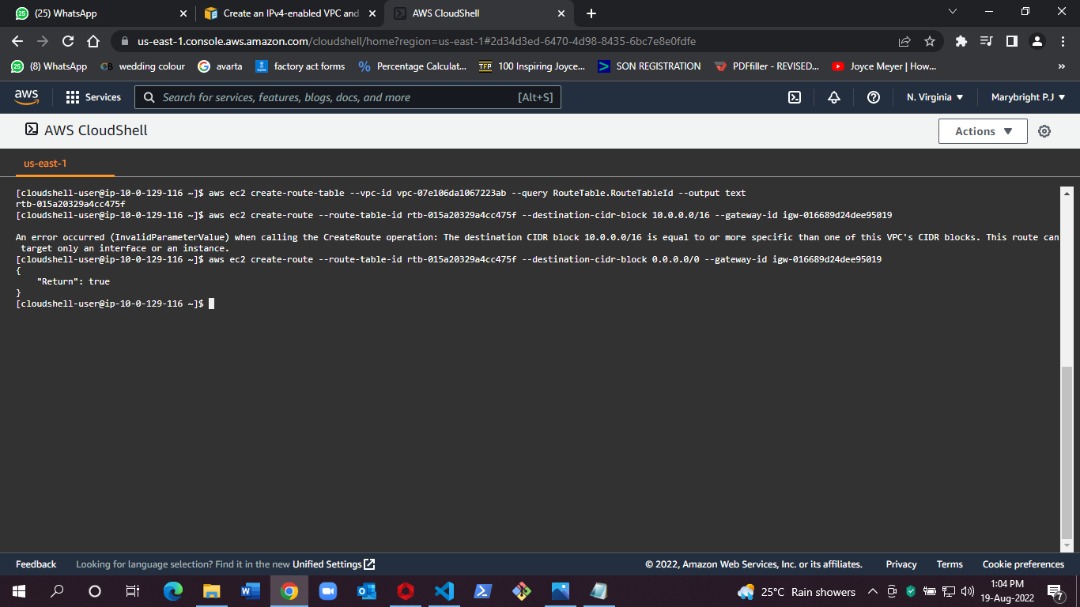 (25) WhatsApp
Create an IPv4-enabled VPC and
AWS CloudShell
us-east-1.console.aws.amazon.com/cloudshell/home?region=us-east-1#2d34d3ed-6470-4d98-8435-6bc7e8e0fdfe
(8) WhatsApp
wedding colour
avarta
factory act forms
Percentage Calculat...
100 Inspiring Joyce...
SON REGISTRATION
PDFfiller - REVISED...
Joyce Meyer | How...
aws
Services
Search for services, features, blogs, docs, and more
[Alt+S]
N. Virginia
Marybright P.J
AWS CloudShell
Actions
us-east-1
[cloudshell-user@ip-10-0-129-116 ~]$ aws ec2 create-route-table --vpc-id vpc-07e106da1067223ab --query RouteTable.RouteTableId --output text
rtb-015a20329a4cc475f
[cloudshell-user@ip-10-0-129-116 ~]$ aws ec2 create-route --route-table-id rtb-015a20329a4cc475f --destination-cidr-block 10.0.0.0/16 --gateway-id igw-016689d24dee95019
An error occurred (InvalidParameterValue) when calling the CreateRoute operation: The destination CIDR block 10.0.0.0/16 is equal to or more specific than one of this VPC's CIDR blocks. This route can
target only an interface or an instance.
[cloudshell-user@ip-10-0-129-116 ~]$ aws ec2 create-route --route-table-id rtb-015a20329a4cc475f --destination-cidr-block 0.0.0.0/0 --gateway-id igw-016689d24dee95019
{
"Return": true
}
[cloudshell-user@ip-10-0-129-116 ~]$
Feedback
Looking for language selection? Find it in the new Unified Settings
© 2022, Amazon Web Services, Inc. or its affiliates.
Privacy
Terms
Cookie preferences
25°C Rain showers
1:04 PM
19-Aug-2022
7